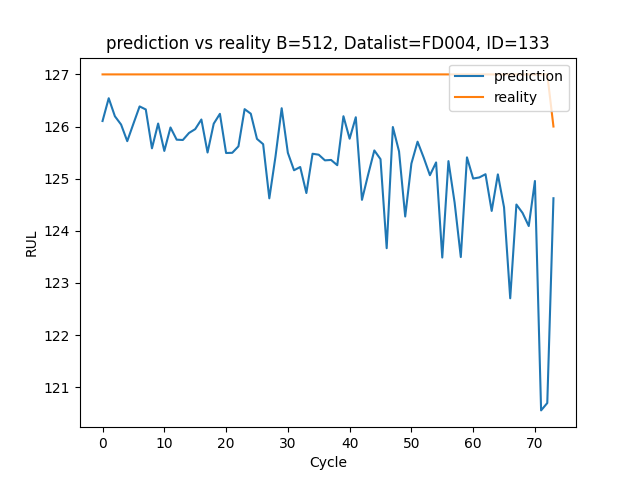 prediction vs reality B=512, Datalist=FD004, ID=133
prediction
reality
127
126
125
124
123
122
121
RUL
0 10 20 30 40 50 60 70
Cycle